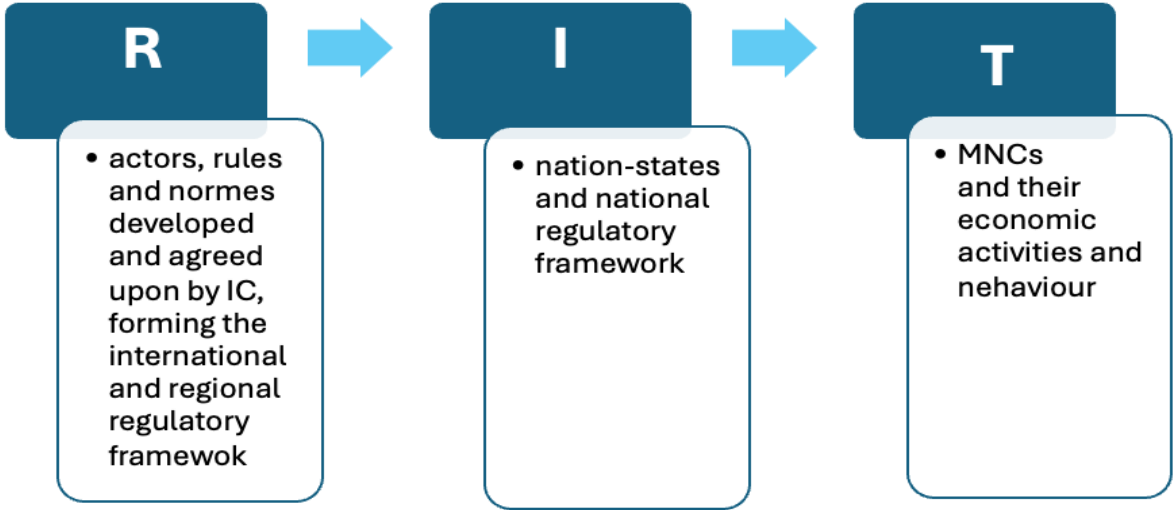 R
• actors, rules
and normes
developed
and agreed
upon by IC,
forming the
international
and regional
regulatory
framewok
I
• nation-states
and national
regulatory
framework
T
• MNCs
and their
economic
activities and
nehaviour